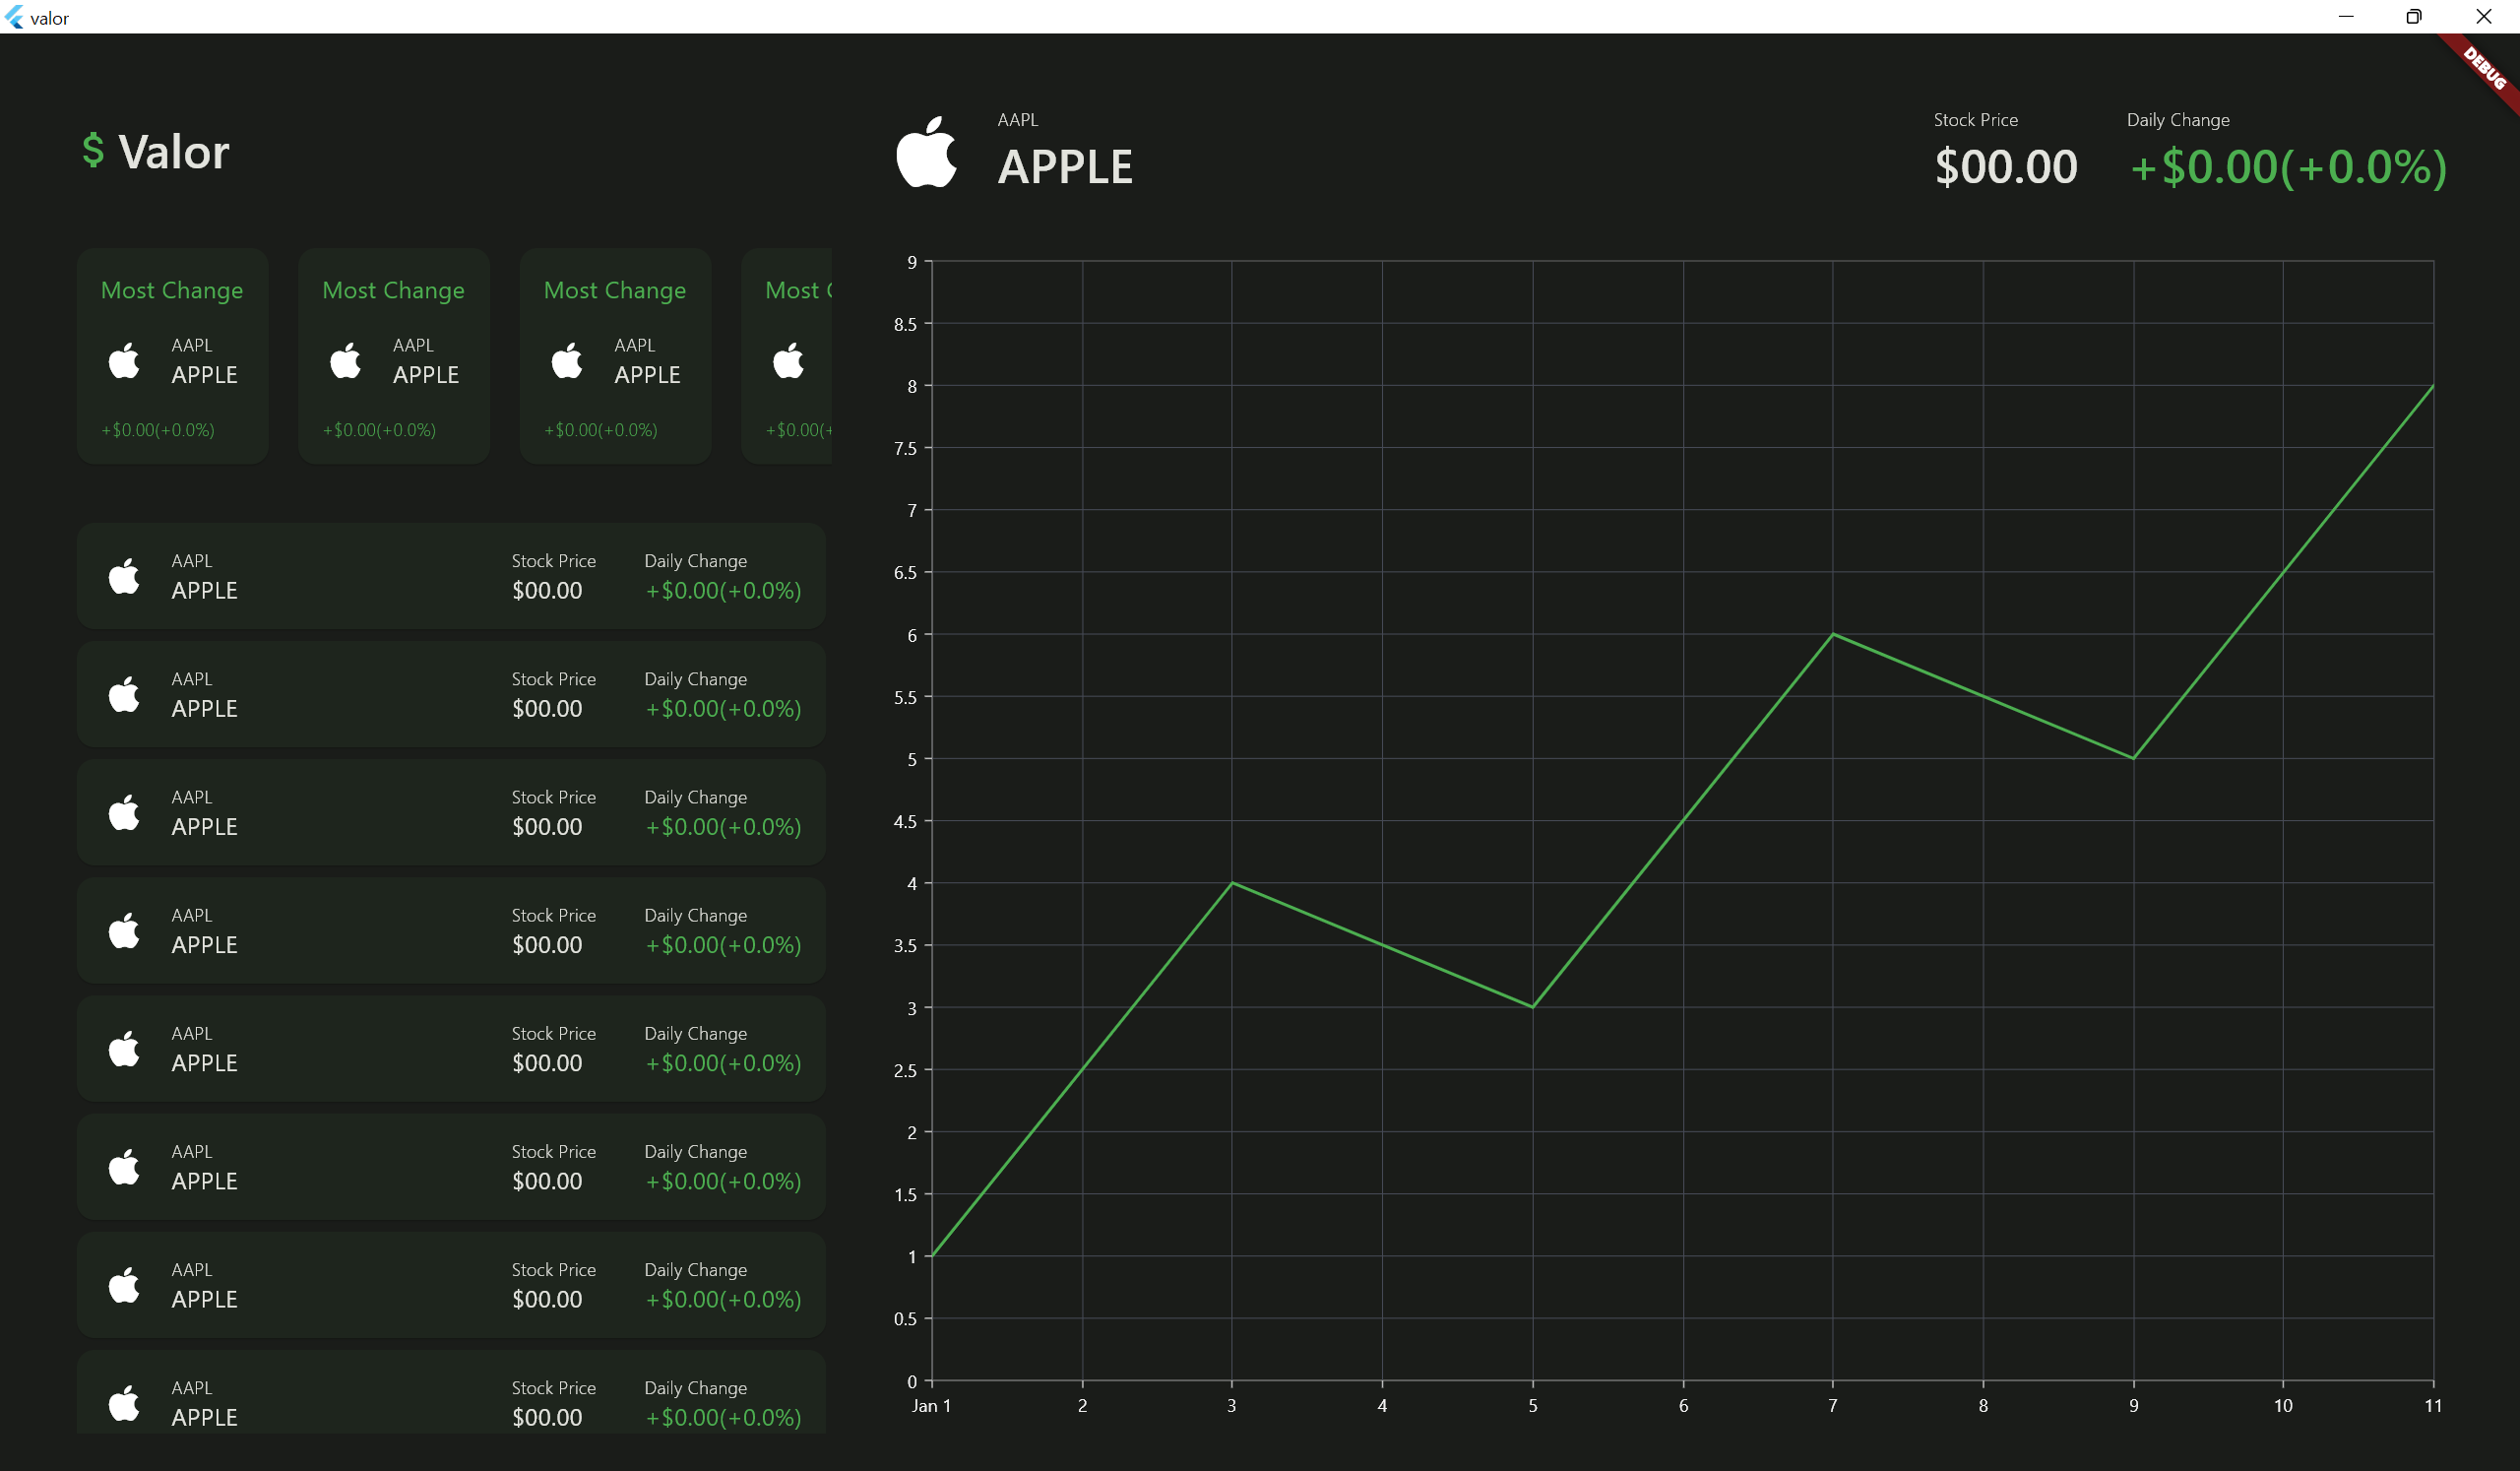 valor
DEBUG
$ Valor
Most Change
AAPL
APPLE
+$0.00(+0.0%)
Most Change
AAPL
APPLE
+$0.00(+0.0%)
Most Change
AAPL
APPLE
+$0.00(+0.0%)
Most
+$0.00(+
AAPL
APPLE
Stock Price
$00.00
Daily Change
+$0.00(+0.0%)
AAPL
APPLE
Stock Price
$00.00
Daily Change
+$0.00(+0.0%)
AAPL
APPLE
Stock Price
$00.00
Daily Change
+$0.00(+0.0%)
AAPL
APPLE
Stock Price
$00.00
Daily Change
+$0.00(+0.0%)
AAPL
APPLE
Stock Price
$00.00
Daily Change
+$0.00(+0.0%)
AAPL
APPLE
Stock Price
$00.00
Daily Change
+$0.00(+0.0%)
AAPL
APPLE
Stock Price
$00.00
Daily Change
+$0.00(+0.0%)
AAPL
APPLE
Stock Price
$00.00
Daily Change
+$0.00(+0.0%)
AAPL
APPLE
Stock Price
$00.00
Daily Change
+$0.00(+0.0%)
9
8.5
8
7.5
7
6.5
6
5.5
5
4.5
4
3.5
3
2.5
2
1.5
1
0.5
0
Jan 1 2 3 4 5 6 7 8 9 10 11